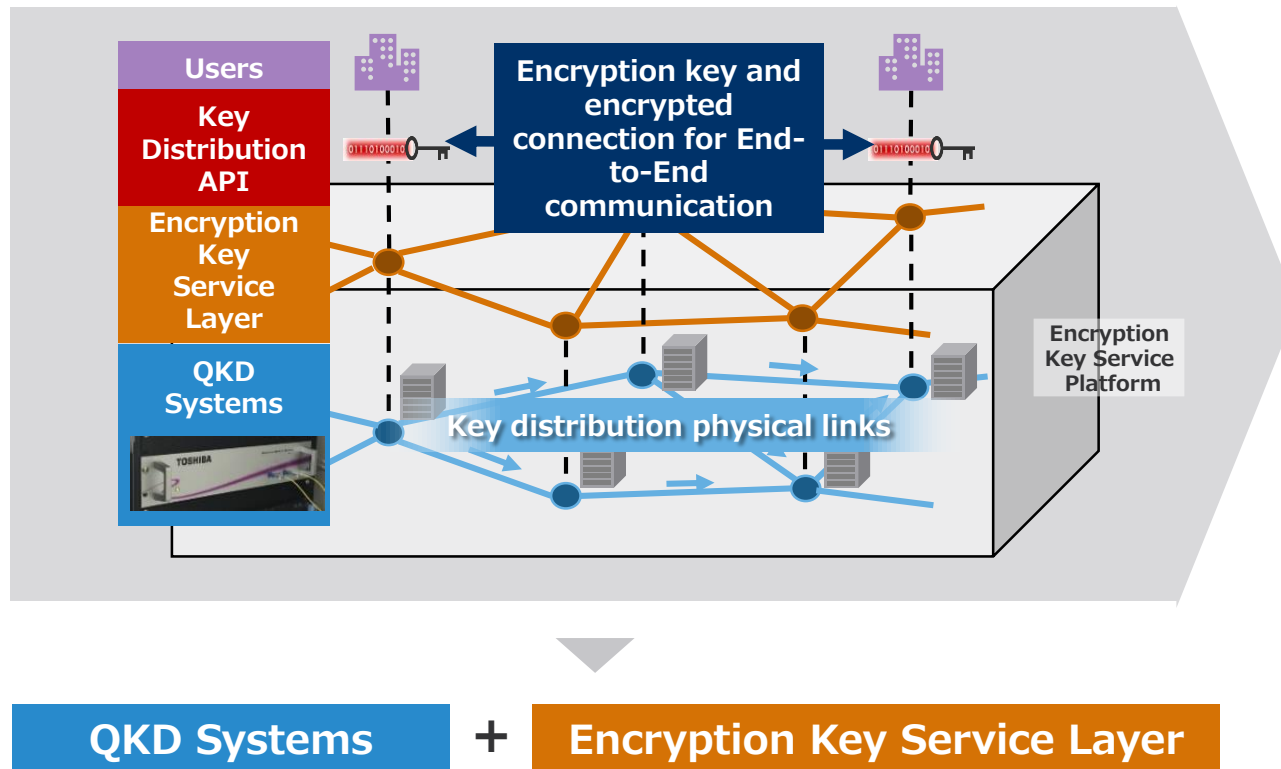 Users
Key
Distribution
API
Encryption
Key
Service
Layer
QKD
Systems
TOSHIBA
Encryption key and
encrypted
connection for End-
to-End
communication
01110100010
01110100010
Key distribution physical links
Encryption
Key Service
Platform
QKD Systems
+
Encryption Key Service Layer